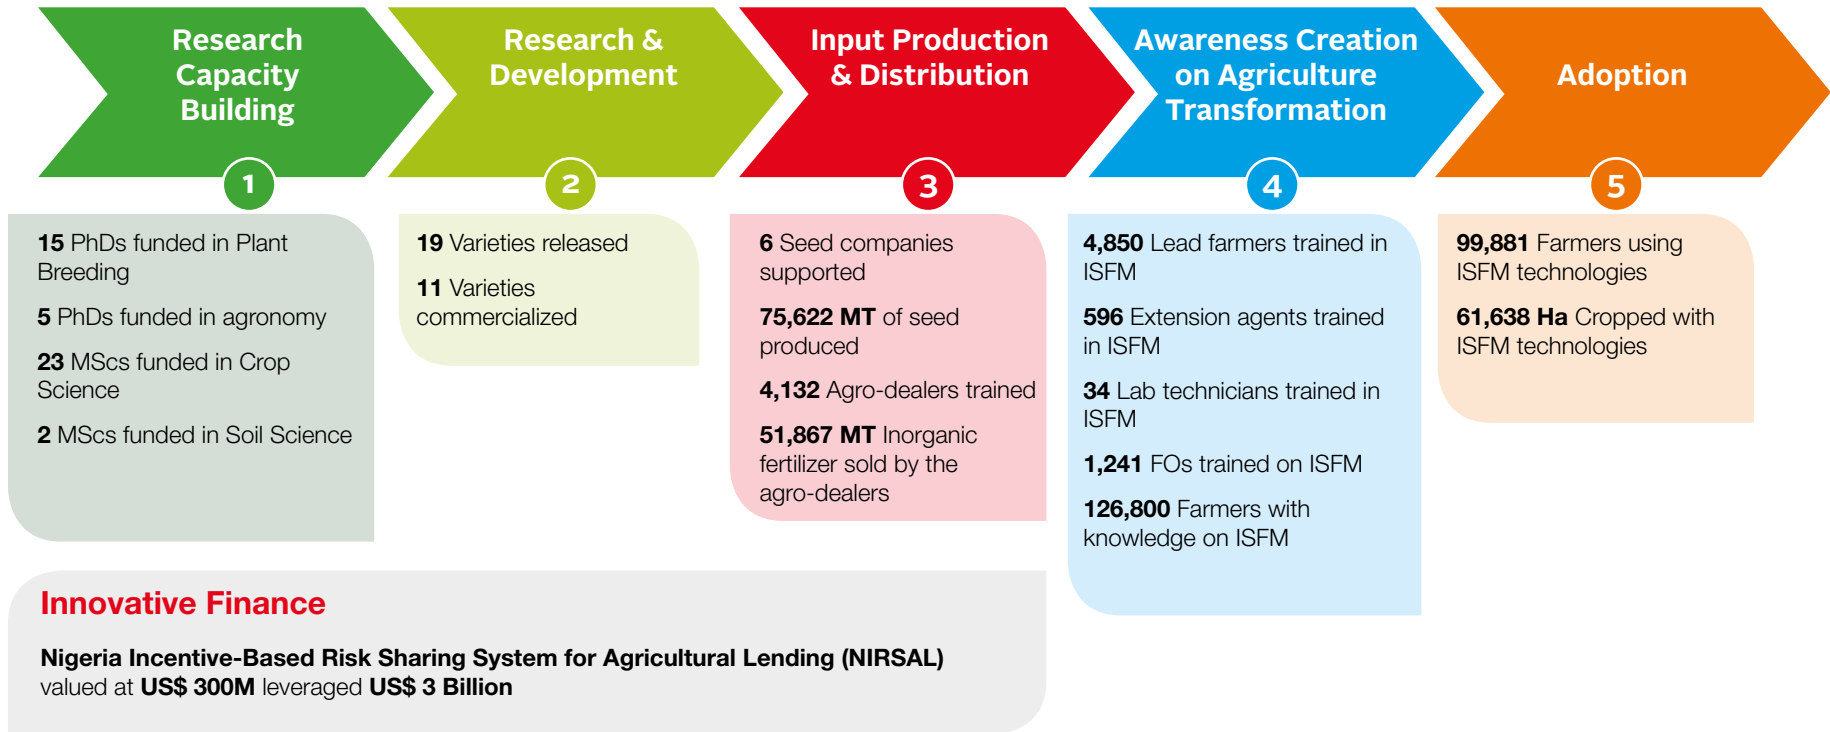 Research
Capacity
Building
1
15 PhDs funded in Plant
Breeding
5 PhDs funded in agronomy
23 MScs funded in Crop
Science
2 MScs funded in Soil Science
Research &
Development
2
19 Varieties released
11 Varieties
commercialized
Input Production
& Distribution
3
6 Seed companies
supported
75,622 MT of seed
produced
4,132 Agro-dealers trained
51,867 MT Inorganic
fertilizer sold by the
agro-dealers
Awareness Creation
on Agriculture
Transformation
4
4,850 Lead farmers trained in
ISFM
596 Extension agents trained
in ISFM
34 Lab technicians trained in
ISFM
1,241 FOs trained on ISFM
126,800 Farmers with
knowledge on ISFM
Adoption
5
99,881 Farmers using
ISFM technologies
61,638 Ha Cropped with
ISFM technologies
Innovative Finance
Nigeria Incentive-Based Risk Sharing System for Agricultural Lending (NIRSAL)
valued at US$ 300M leveraged US$ 3 Billion